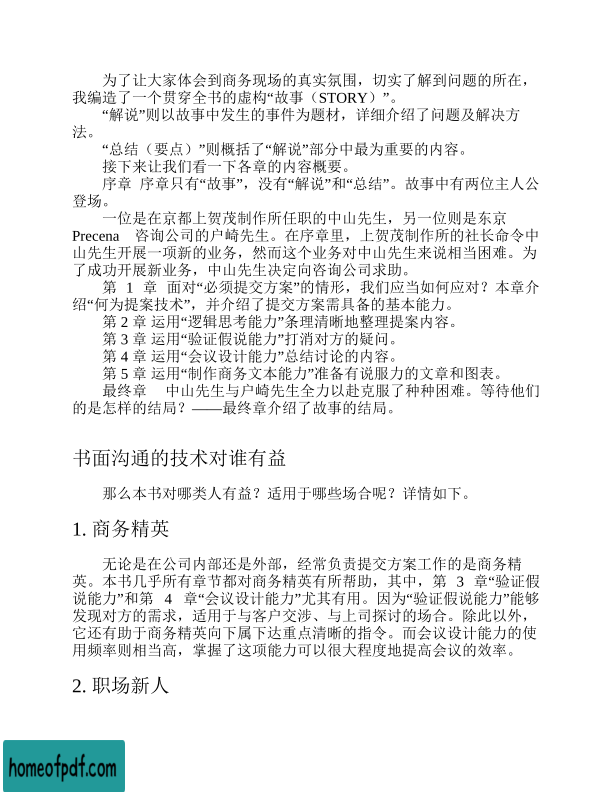 为了让大家体会到商务现场的真实氛围，切实了解到问题的所在，
我编造了一个贯穿全书的虚构“故事（STORY）”。
“解说”则以故事中发生的事件为题材，详细介绍了问题及解决方
法。
“总结（要点）”则概括了“解说”部分中最为重要的内容。
接下来让我们看一下各章的内容概要。
序章 序章只有“故事”，没有“解说”和“总结”。故事中有两位主人公
登场。
一位是在京都上贺茂制作所任职的中山先生，另一位则是东京
Precena 咨询公司的户崎先生。在序章里，上贺茂制作所的社长命令中
山先生开展一项新的业务，然而这个业务对中山先生来说相当困难。为
了成功开展新业务，中山先生决定向咨询公司求助。
第 1 章 面对“必须提交方案”的情形，我们应当如何应对？本章介
绍“何为提案技术”，并介绍了提交方案需具备的基本能力。
第 2 章 运用“逻辑思考能力”条理清晰地整理提案内容。
第 3 章 运用“验证假说能力”打消对方的疑问。
第 4 章 运用“会议设计能力”总结讨论的内容。
第 5 章 运用“制作商务文本能力”准备有说服力的文章和图表。
最终章 中山先生与户崎先生全力以赴克服了种种困难。等待他们
的是怎样的结局？——最终章介绍了故事的结局。
书面沟通的技术对谁有益
那么本书对哪类人有益？适用于哪些场合呢？详情如下。
1. 商务精英
无论是在公司内部还是外部，经常负责提交方案工作的是商务精
英。本书几乎所有章节都对商务精英有所帮助，其中，第 3 章“验证假
说能力”和第 4 章“会议设计能力”尤其有用。因为“验证假说能力”能够
发现对方的需求，适用于与客户交涉、与上司探讨的场合。除此以外，
它还有助于商务精英向下属下达重点清晰的指令。而会议设计能力的使
用频率则相当高，掌握了这项能力可以很大程度地提高会议的效率。
2. 职场新人
homeofpdf.com